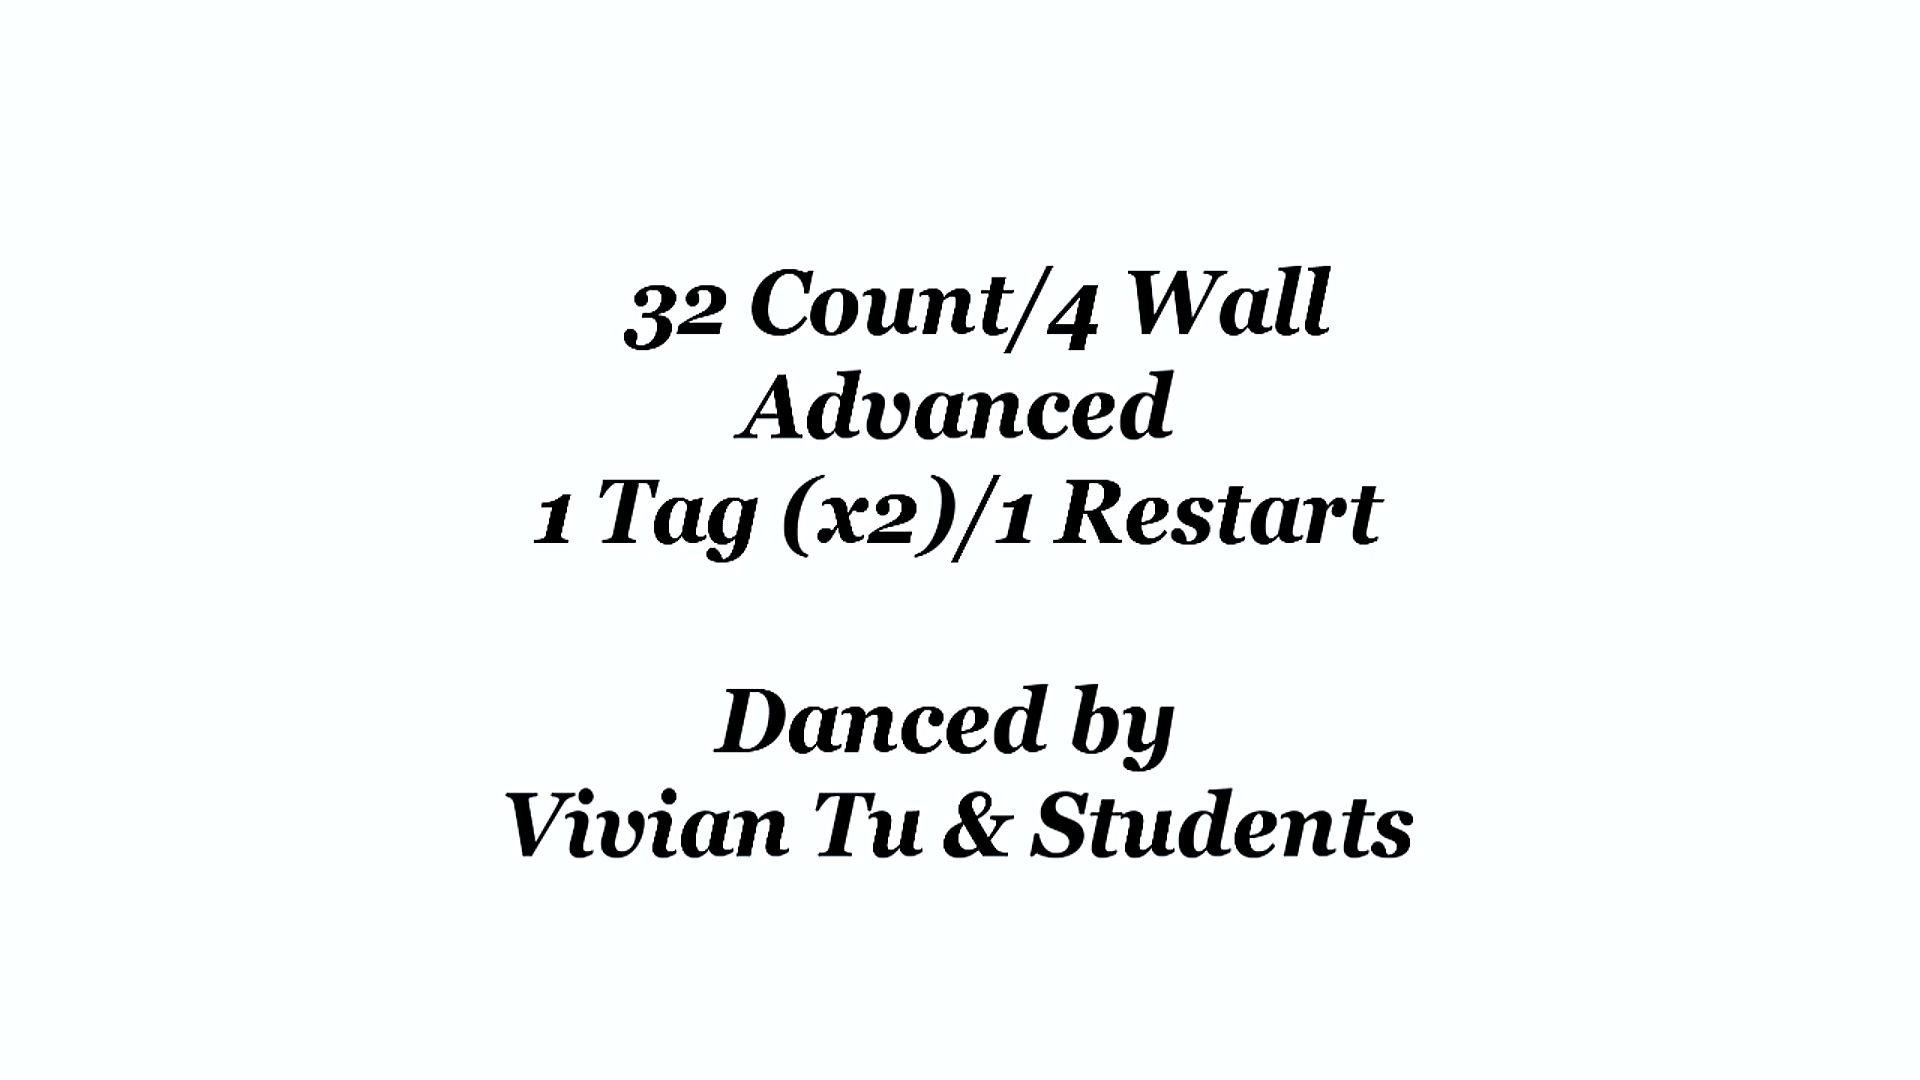 32 Count/4 Wall
Advanced
1 Tag (x2)/1 Restart
Danced by
Vivian Tu & Students